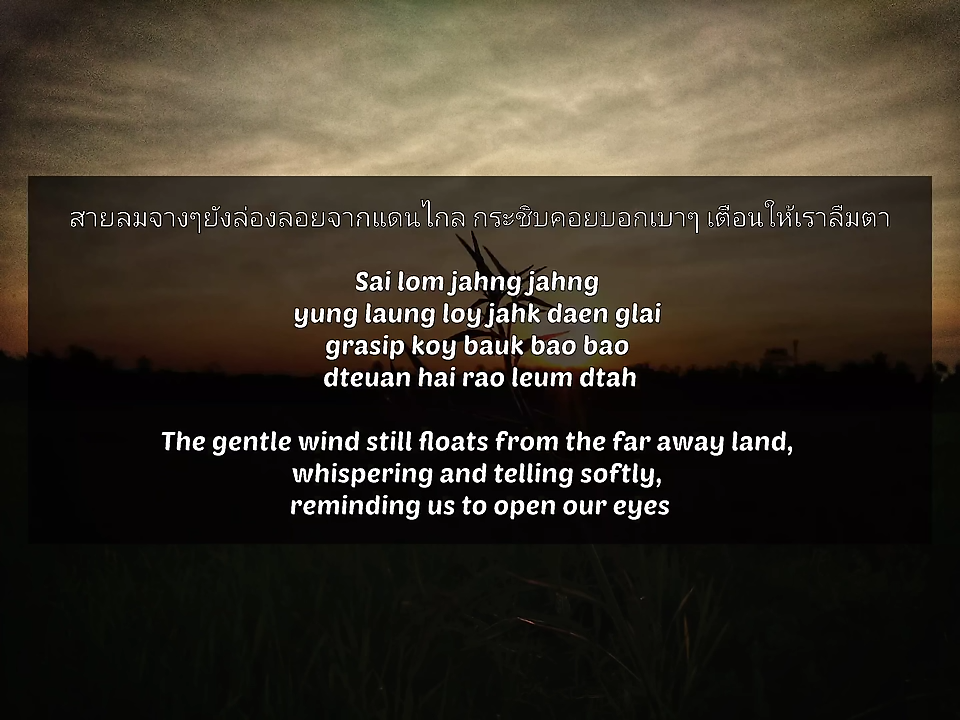 สายลมจางๆยังล่องลอยจากแดนไกล กระซิบคอยบอกเบาๆ เตือนให้เราลืมตา
Sai lom jahng jahng
yung laung loy jahk daen glai
grasip koy bauk bao bao
dteuan hai rao leum dtah
The gentle wind still floats from the far away land,
whispering and telling softly,
reminding us to open our eyes